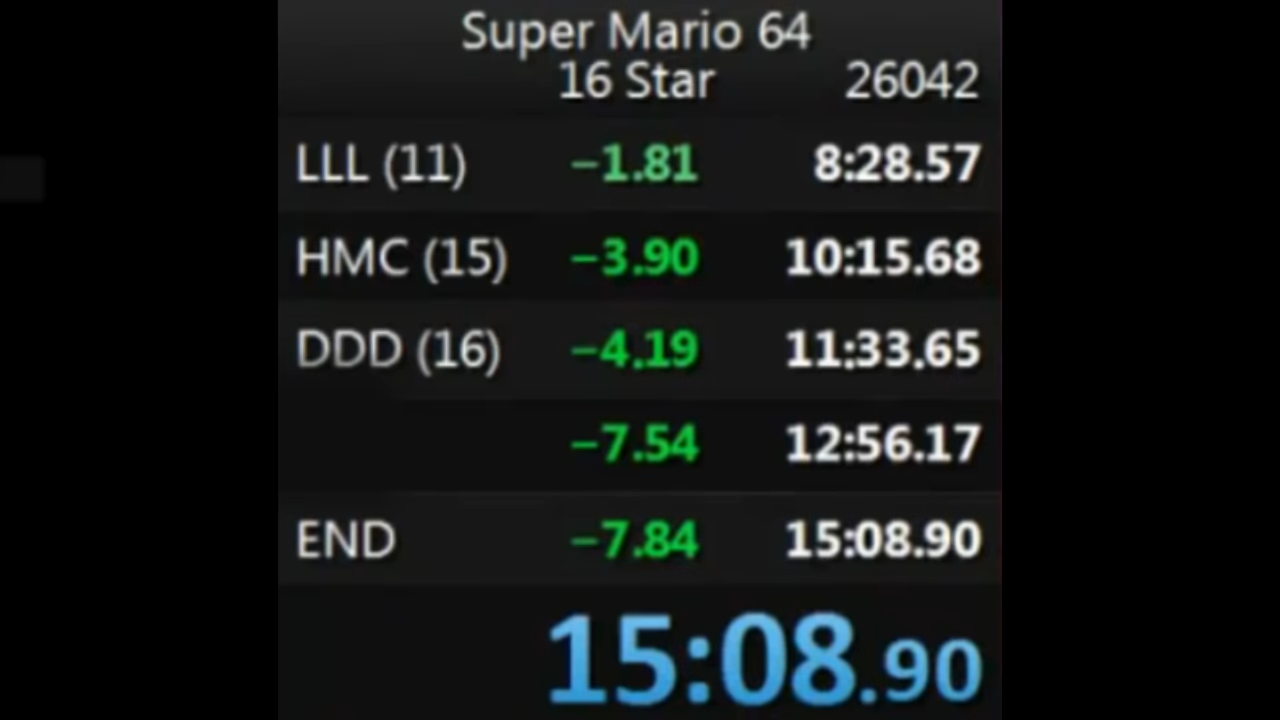 Super Mario 64
16 Star 26042
LLL (11) −1.81 8:28.57
HMC (15) −3.90 10:15.68
DDD (16) −4.19 11:33.65
−7.54 12:56.17
END −7.84 15:08.90
15:08.90